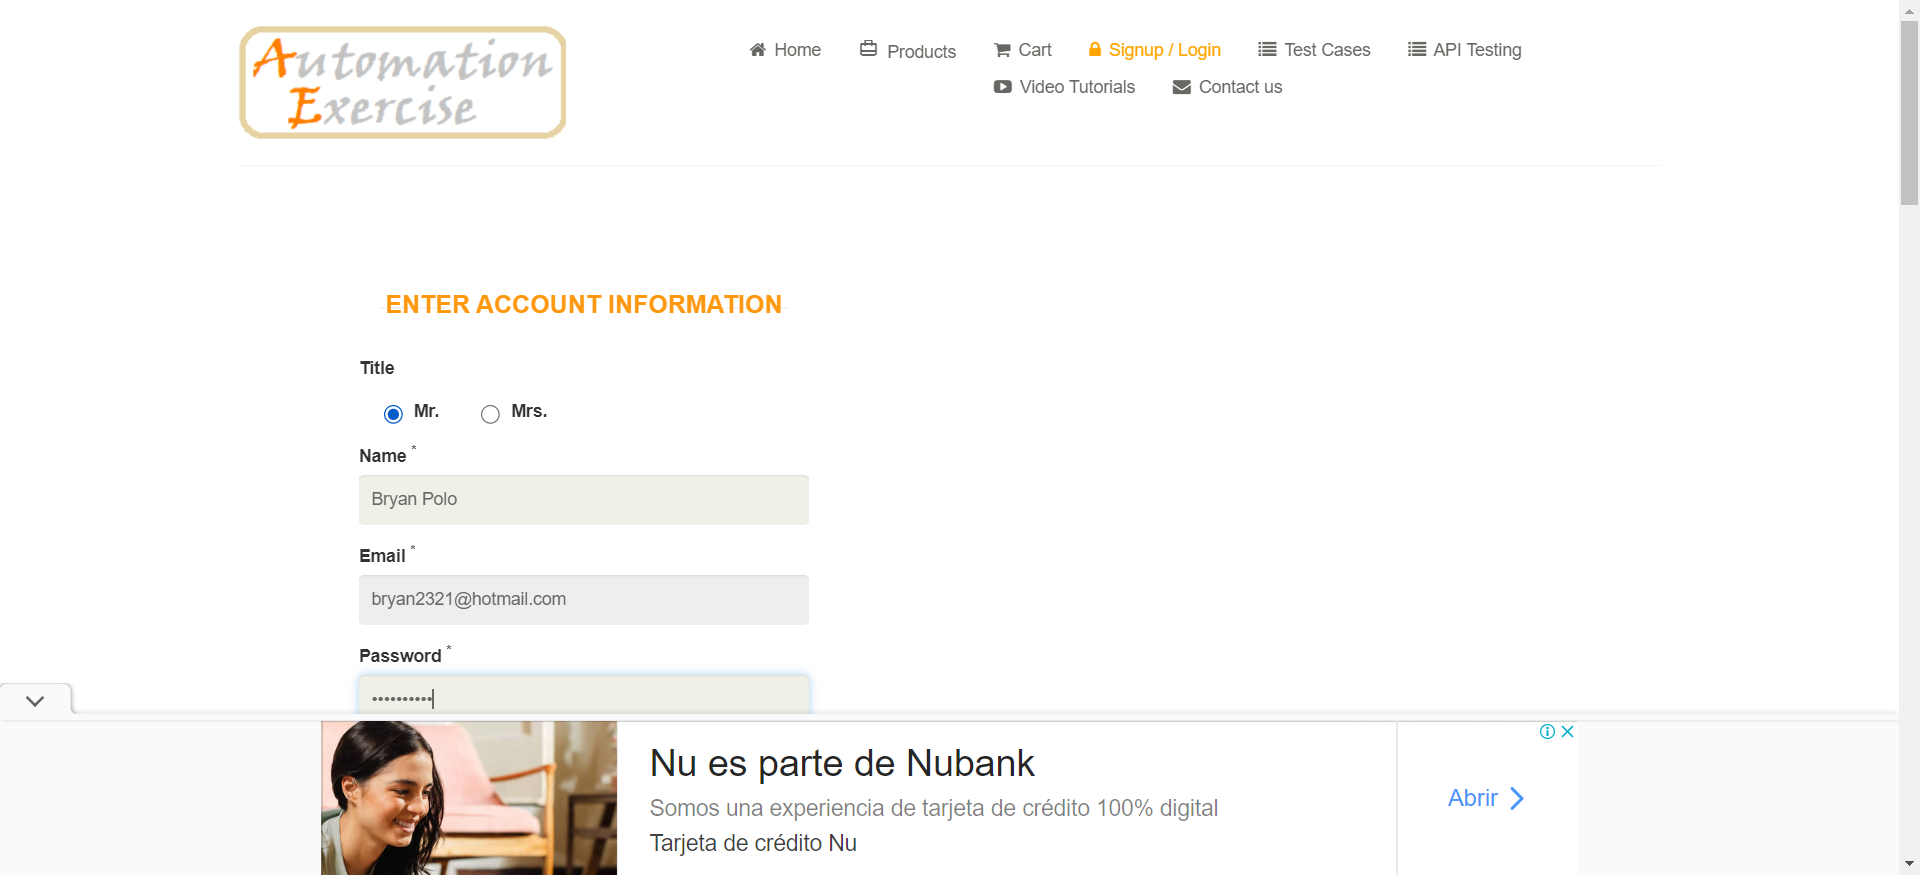 Automation
Exercise
Home
Products
Cart
Signup / Login
Test Cases
API Testing
Video Tutorials
Contact us
ENTER ACCOUNT INFORMATION
Title
Mr.
Mrs.
Name *
Bryan Polo
Email *
bryan2321@hotmail.com
Password *
••••••••••
Nu es parte de Nubank
Somos una experiencia de tarjeta de crédito 100% digital
Tarjeta de crédito Nu
Abrir